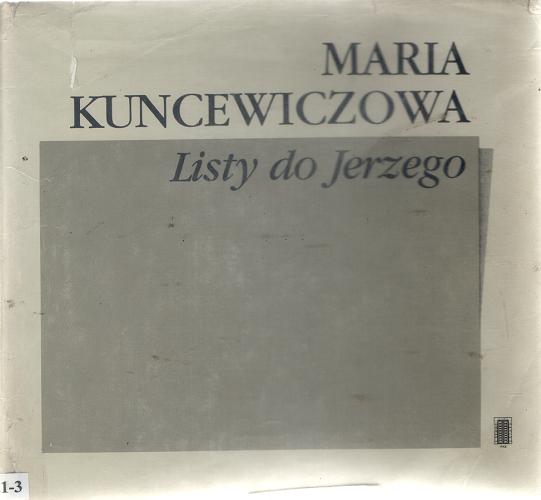 MARIA
KUNCEWICZOWA
Listy do Jerzego
1-3